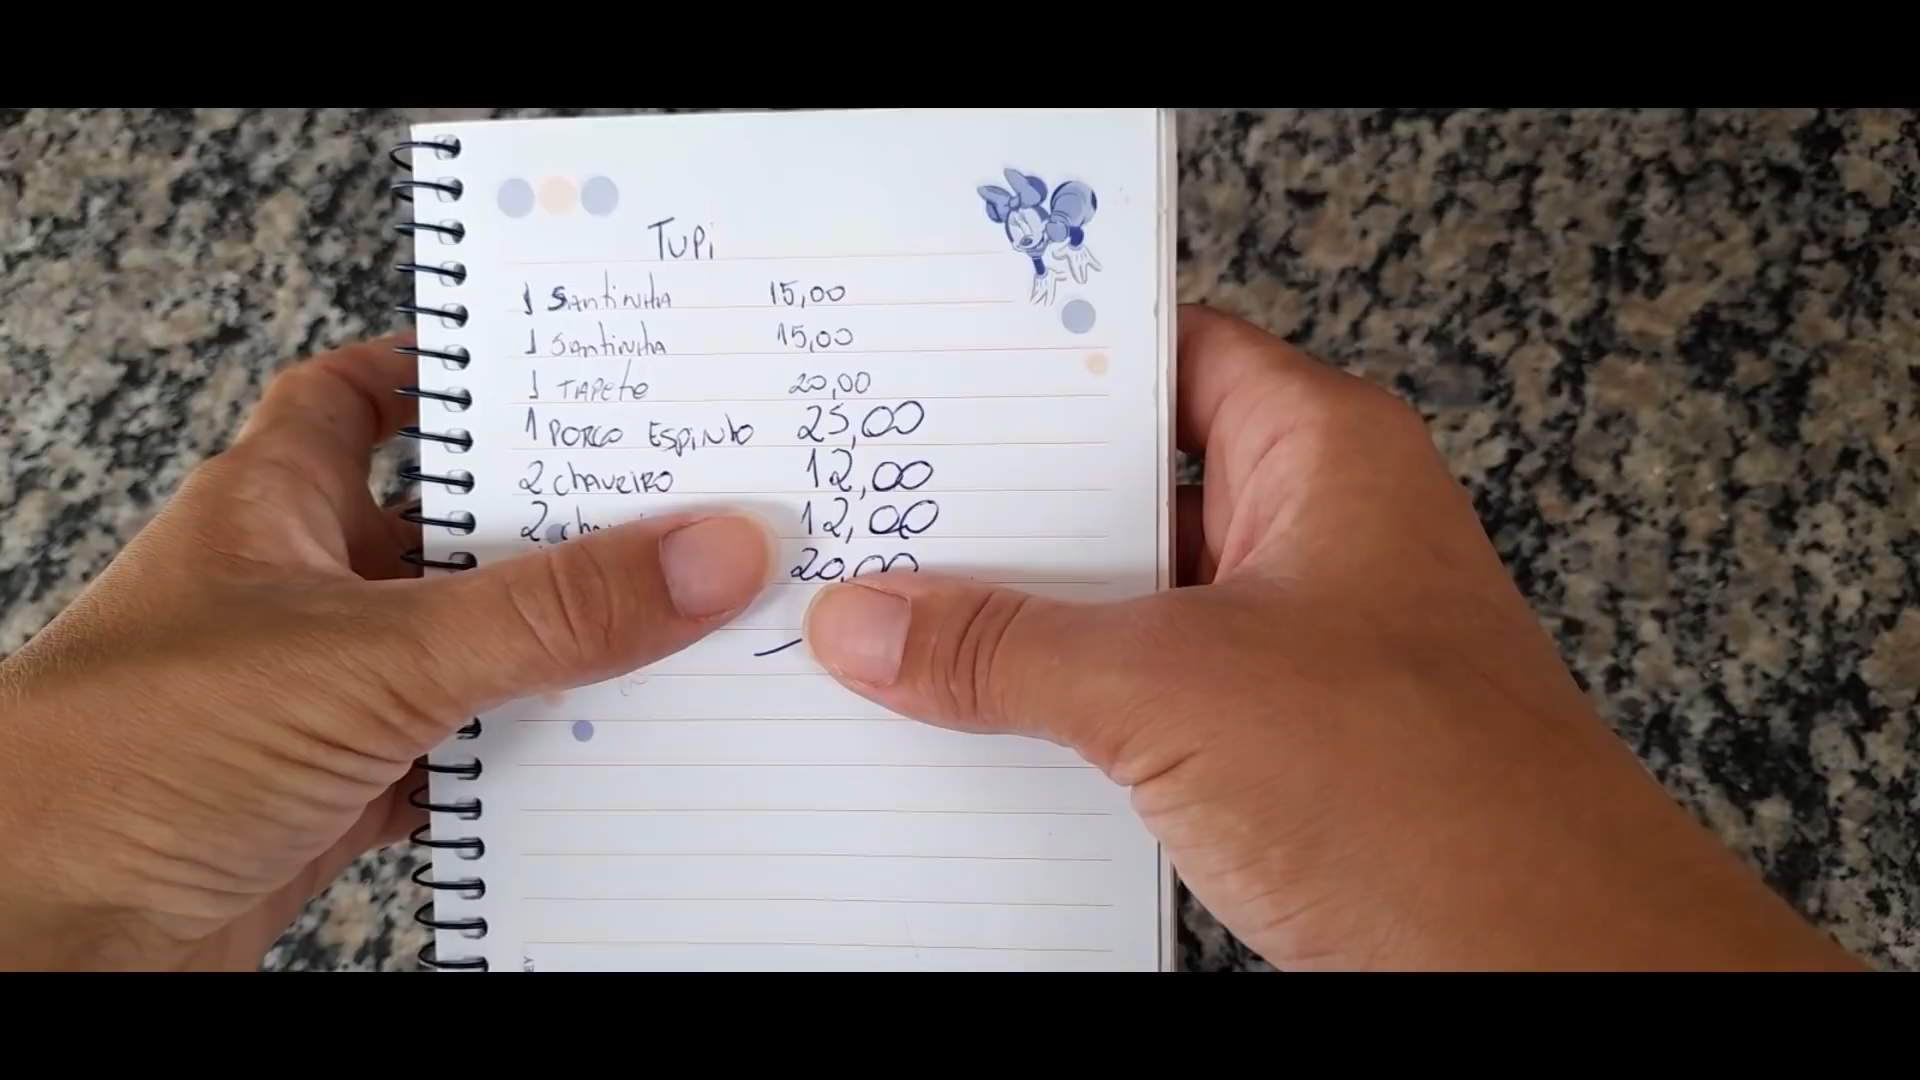 Tupi
1 Santinha 15,00
1 Santinha 15,00
1 TAPete 20,00
1 PORCO ESPiNho 25,00
2 chAVEIRO 12,00
2 12,00
20,00
EY